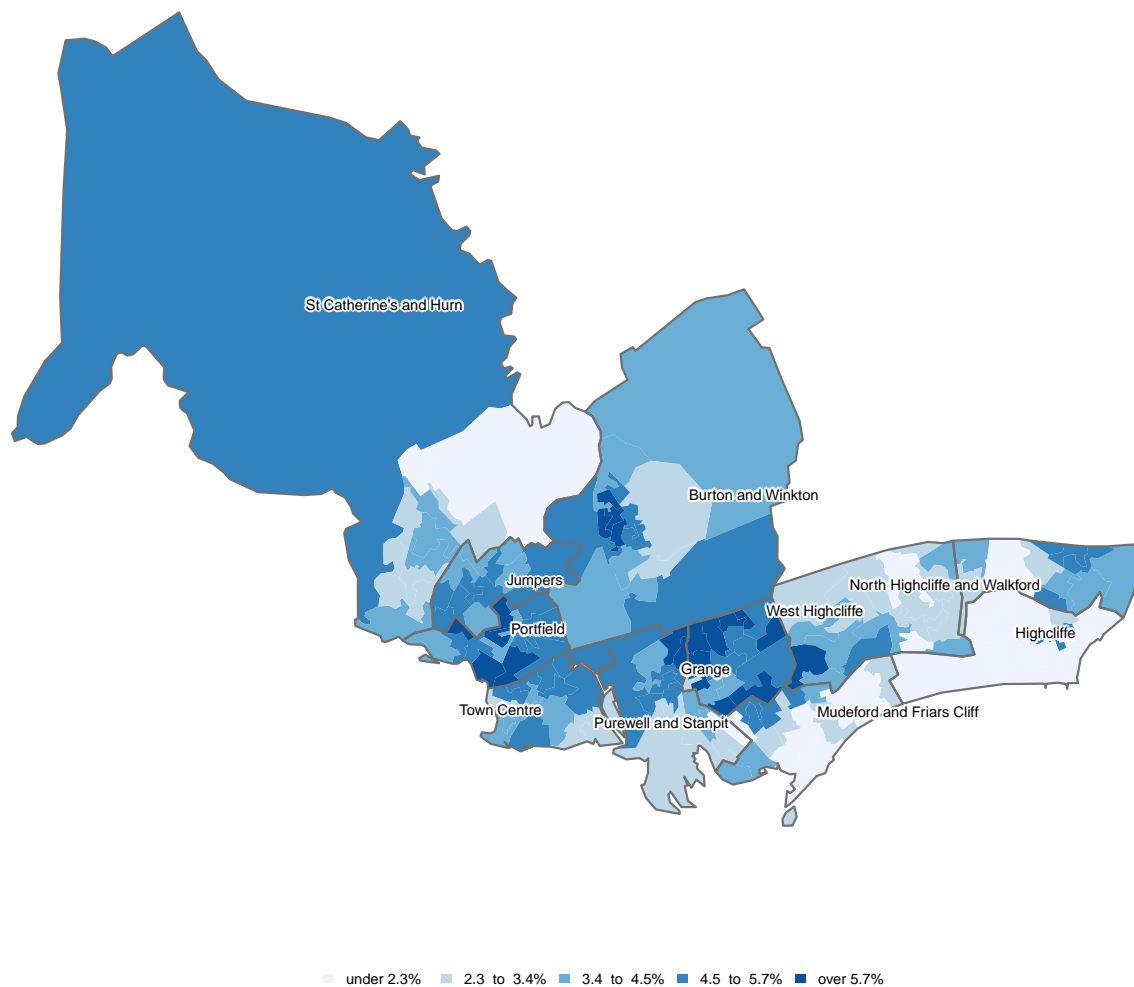 St Catherine's and Hurn
Burton and Winkton
Jumpers
North Highcliffe and Walkford
West Highcliffe
Portfield
Highcliffe
Grange
Town Centre
Mudeford and Friars Cliff
Purewell and Stanpit
under 2.3% 2.3 to 3.4% 3.4 to 4.5% 4.5 to 5.7% over 5.7%